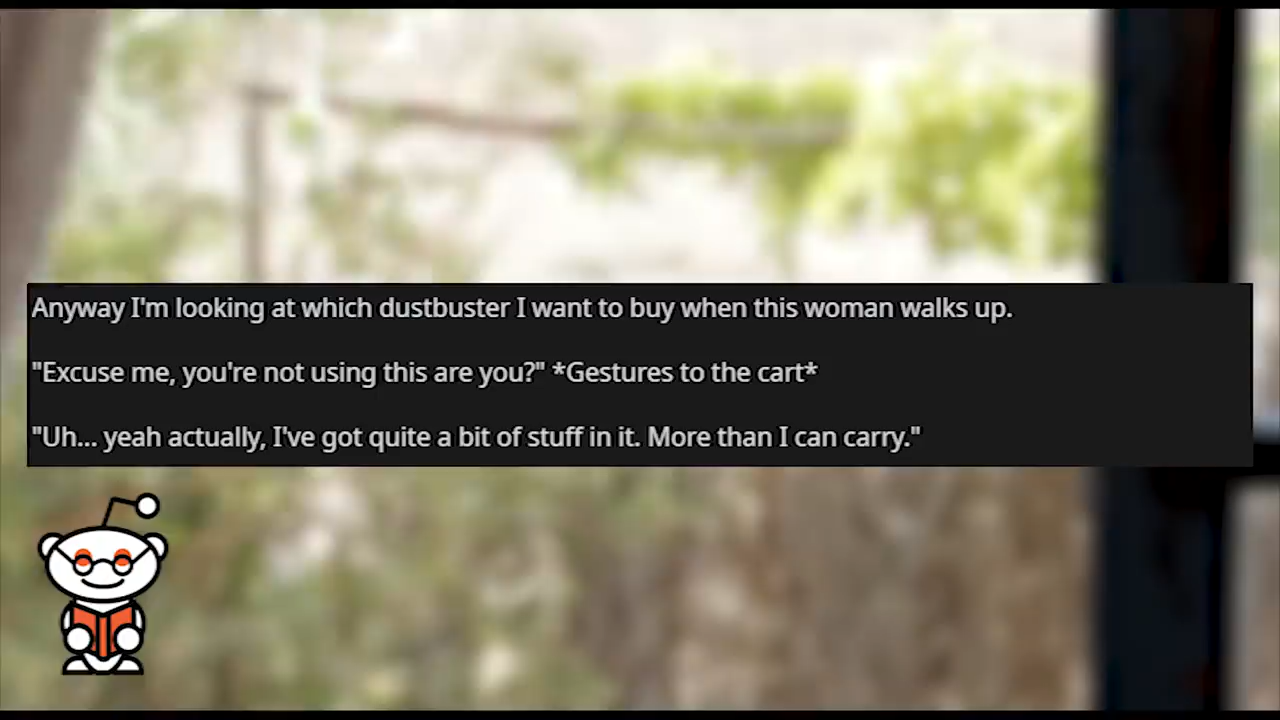 Anyway I'm looking at which dustbuster I want to buy when this woman walks up.
"Excuse me, you're not using this are you?" *Gestures to the cart*
"Uh... yeah actually, I've got quite a bit of stuff in it. More than I can carry."